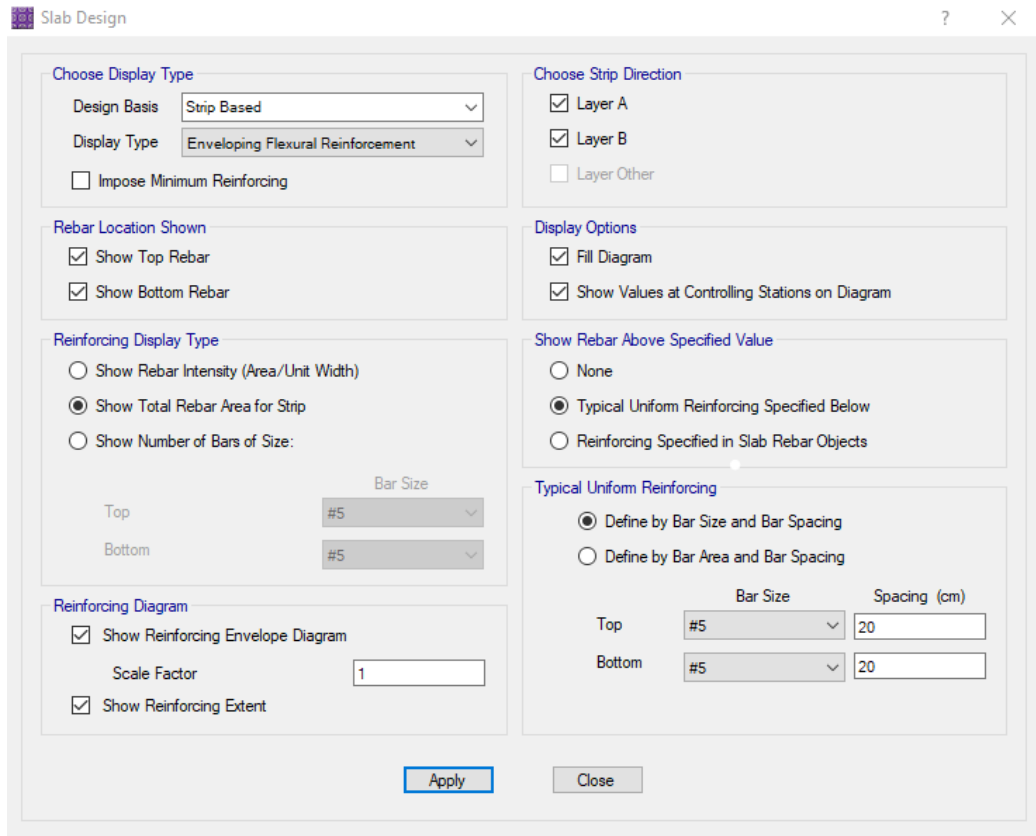 Slab Design
?
Choose Display Type
Design Basis Strip Based
Display Type Enveloping Flexural Reinforcement
Impose Minimum Reinforcing
Choose Strip Direction
Layer A
Layer B
Layer Other
Rebar Location Shown
Show Top Rebar
Show Bottom Rebar
Display Options
Fill Diagram
Show Values at Controlling Stations on Diagram
Reinforcing Display Type
Show Rebar Intensity (Area/Unit Width)
Show Total Rebar Area for Strip
Show Number of Bars of Size:
Bar Size
Top #5
Bottom #5
Show Rebar Above Specified Value
None
Typical Uniform Reinforcing Specified Below
Reinforcing Specified in Slab Rebar Objects
Typical Uniform Reinforcing
Define by Bar Size and Bar Spacing
Define by Bar Area and Bar Spacing
Bar Size Spacing (cm)
Top #5 20
Bottom #5 20
Reinforcing Diagram
Show Reinforcing Envelope Diagram
Scale Factor 1
Show Reinforcing Extent
Apply Close